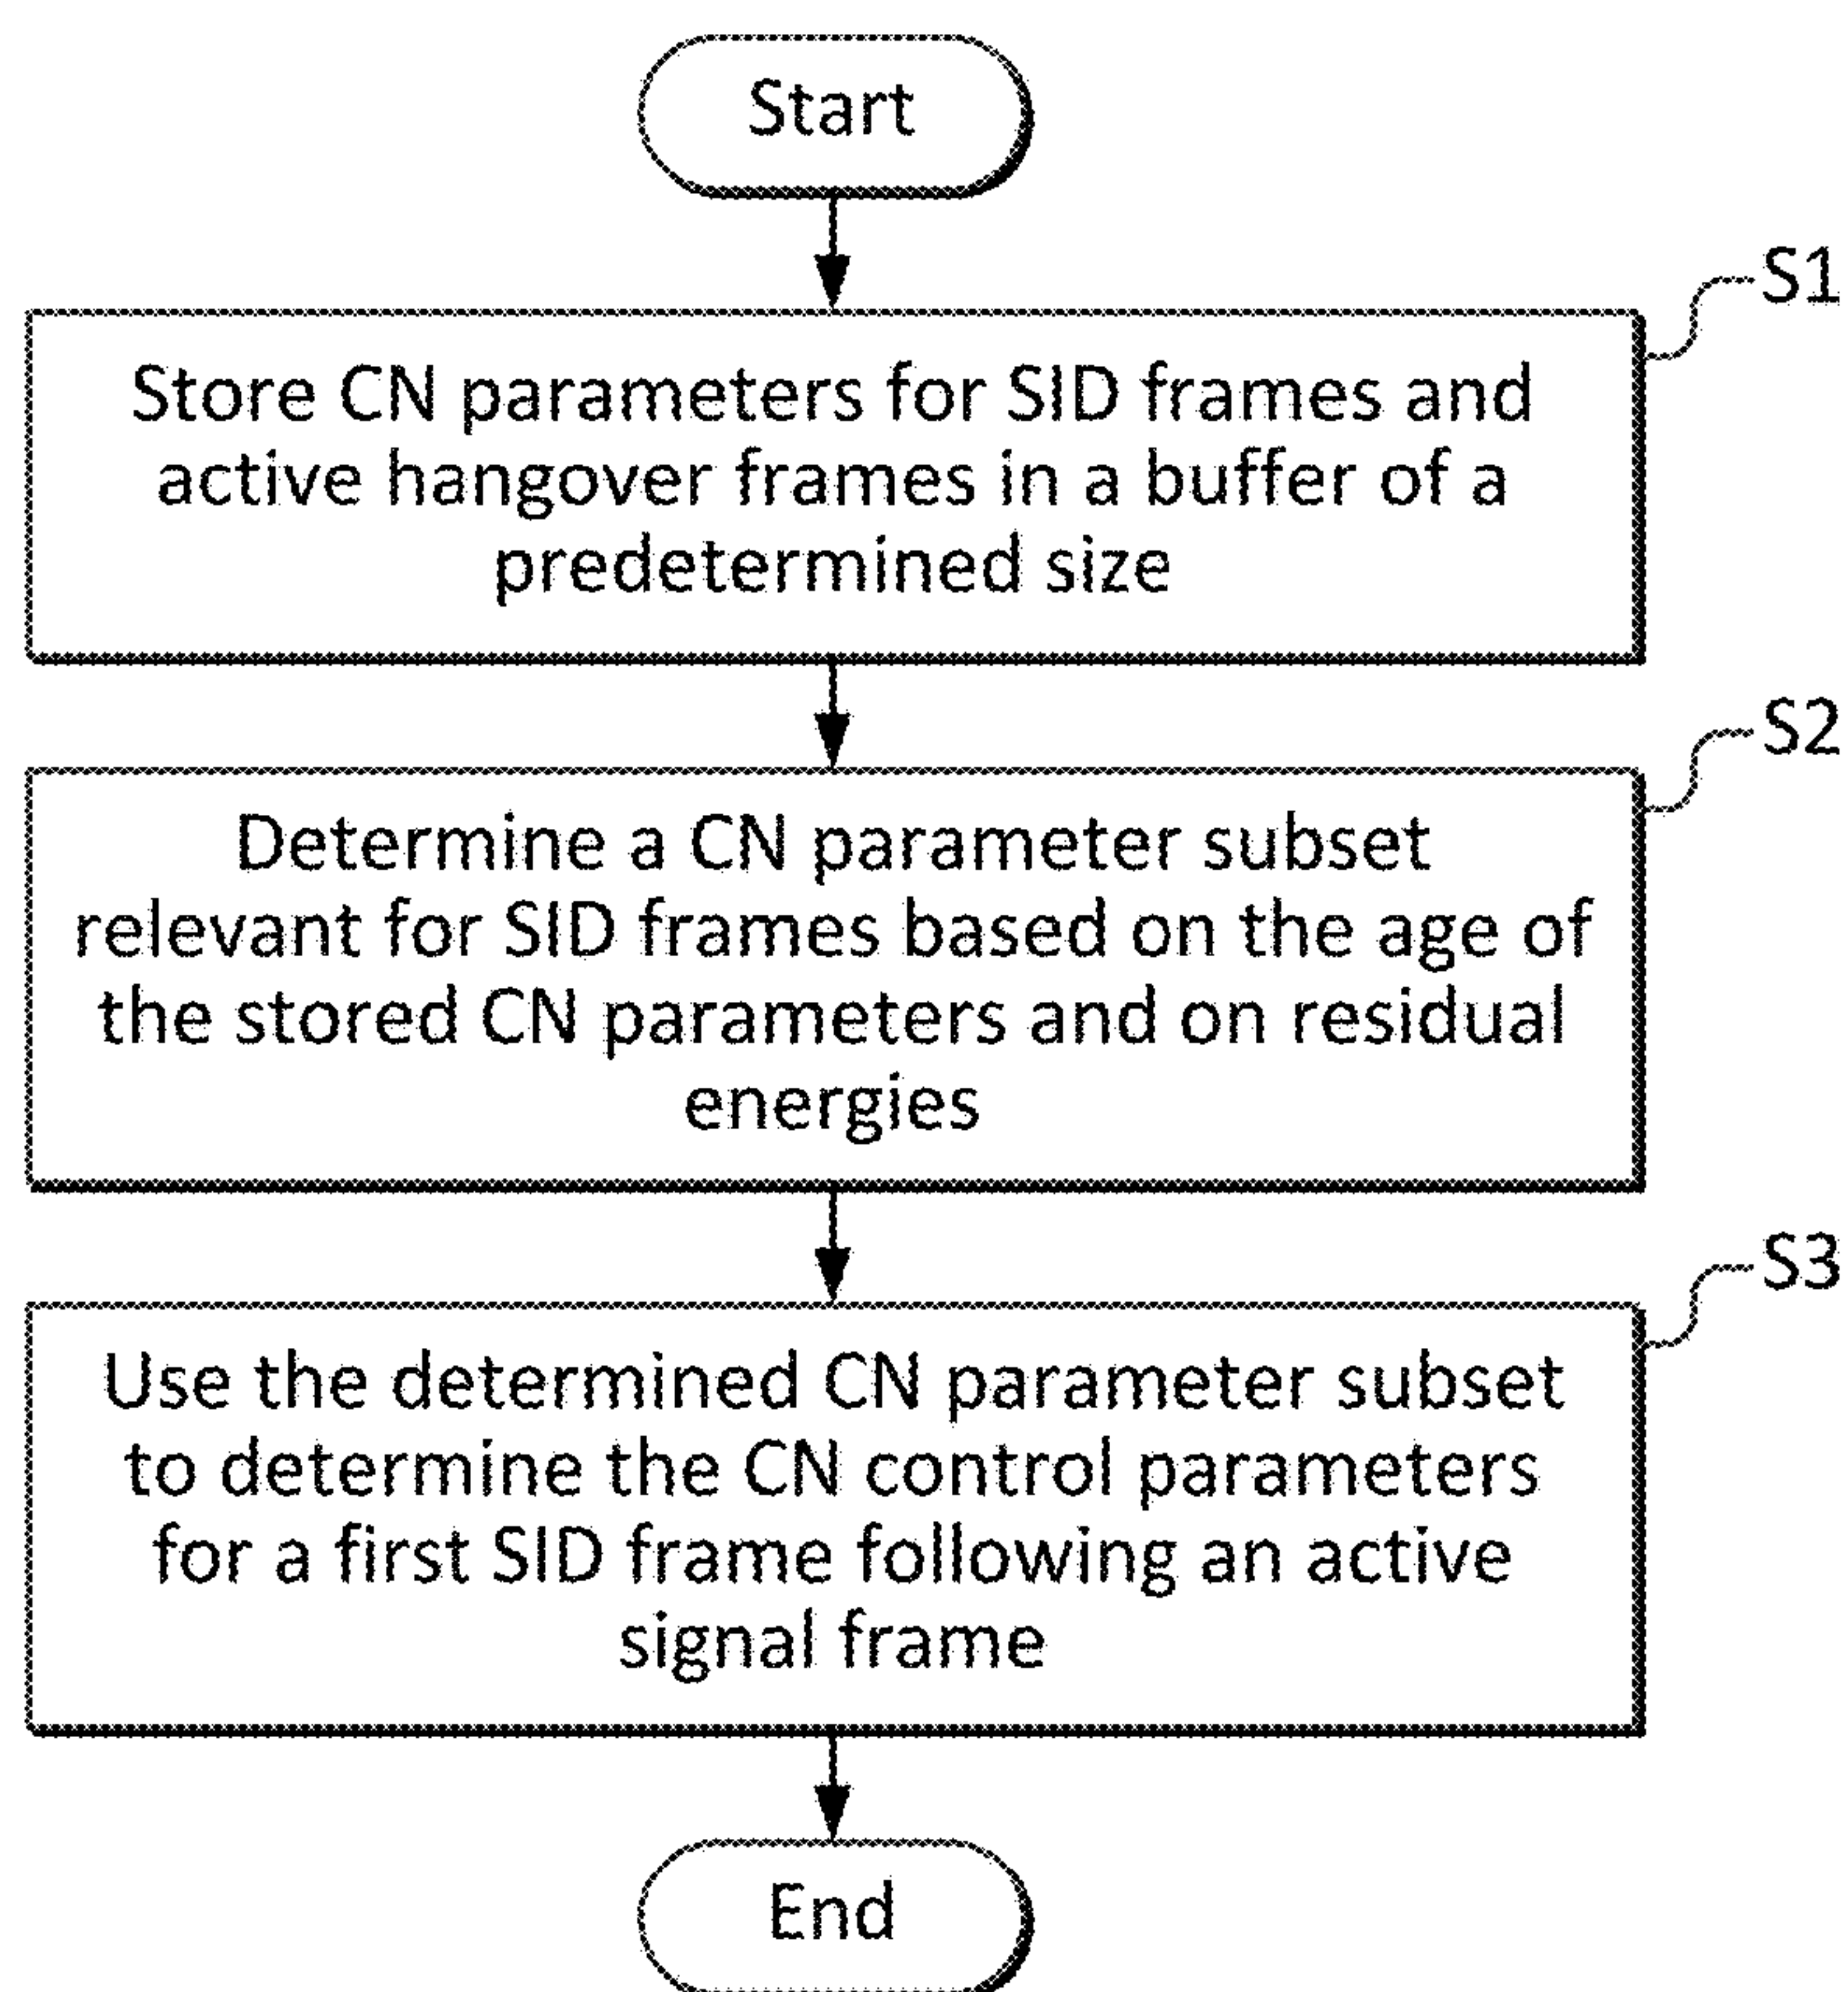 Start
S1
Store CN parameters for SID frames and
active hangover frames in a buffer of a
predetermined size
S2
Determine a CN parameter subset
relevant for SID frames based on the age of
the stored CN parameters and on residual
energies
S3
Use the determined CN parameter subset
to determine the CN control parameters
for a first SID frame following an active
signal frame
End